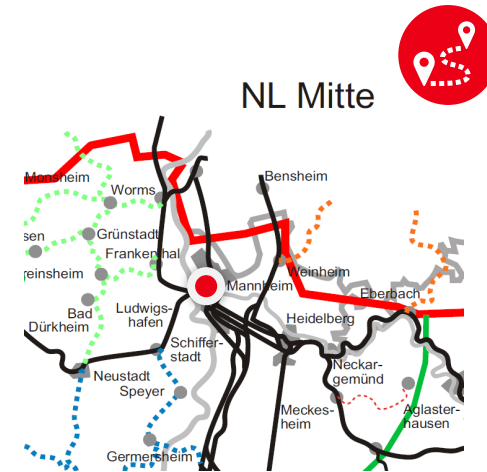 NL Mitte
Monsheim
Bensheim
Worms
Grünstadt
sen
Frankenthal
reinsheim
Weinheim
Mannheim
Eberbach
Bad
Dürkheim
Ludwigs-
hafen
Heidelberg
Schiffer-
stadt
Neckar-
gemünd
Neustadt
Speyer
Meckes-
heim
Aglaster-
hausen
Germersheim